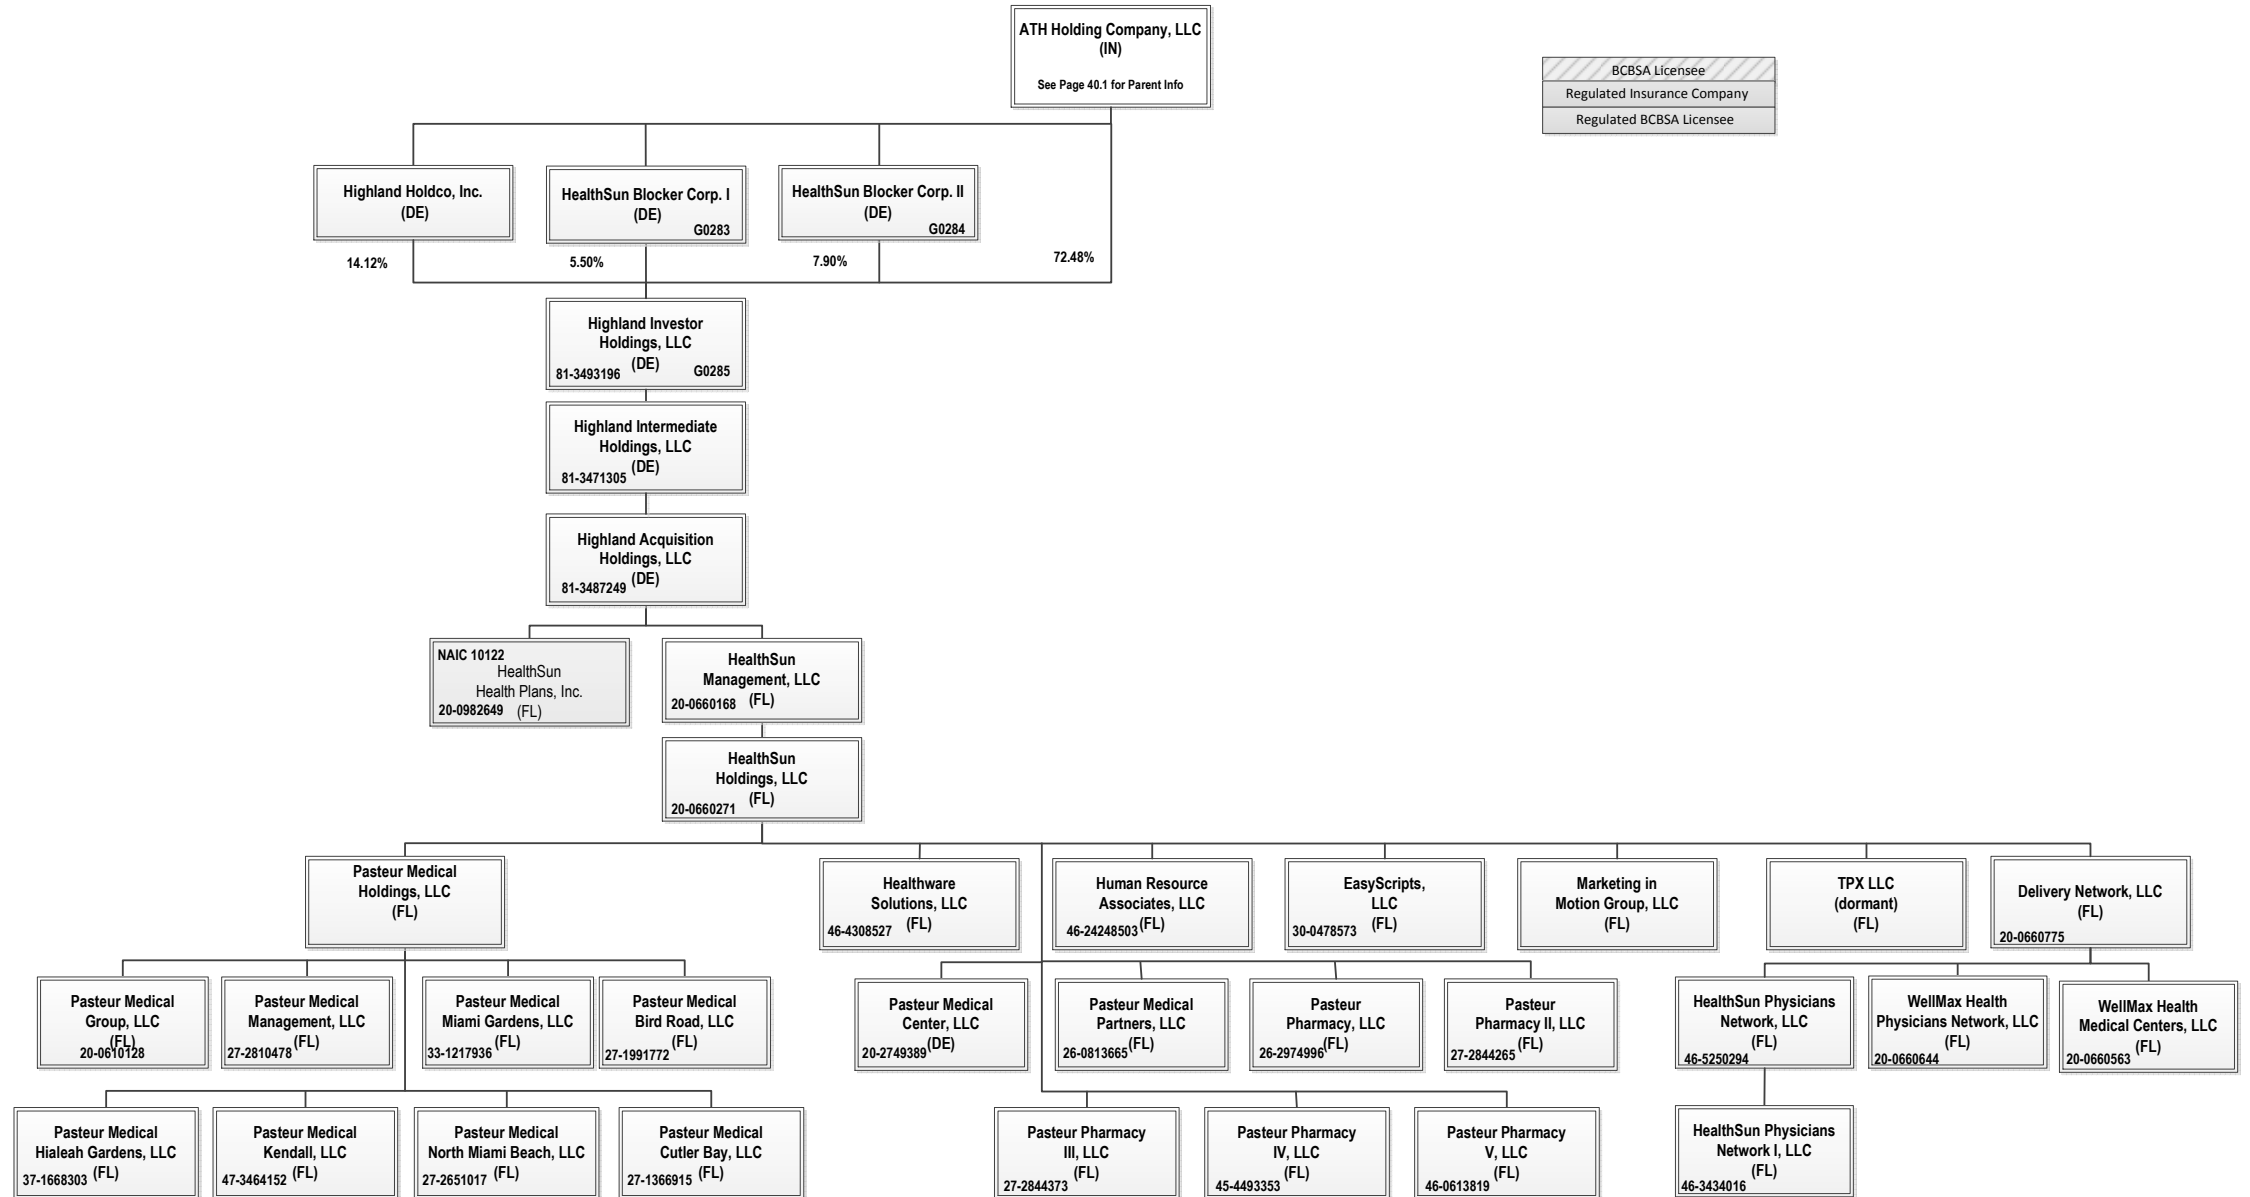 ATH Holding Company, LLC
(IN)
See Page 40.1 for Parent Info
BCBSA Licensee
Regulated Insurance Company
Regulated BCBSA Licensee
Highland Holdco, Inc.
(DE)
HealthSun Blocker Corp. I
(DE)
G0283
HealthSun Blocker Corp. II
(DE)
G0284
14.12%
5.50%
7.90%
72.48%
Highland Investor
Holdings, LLC
(DE)
81-3493196
G0285
Highland Intermediate
Holdings, LLC
(DE)
81-3471305
Highland Acquisition
Holdings, LLC
(DE)
81-3487249
NAIC 10122
HealthSun
Health Plans, Inc.
20-0982649 (FL)
HealthSun
Management, LLC
20-0660168 (FL)
HealthSun
Holdings, LLC
(FL)
20-0660271
Pasteur Medical
Holdings, LLC
(FL)
Healthware
Solutions, LLC
46-4308527 (FL)
Human Resource
Associates, LLC
46-24248503 (FL)
EasyScripts,
LLC
30-0478573 (FL)
Marketing in
Motion Group, LLC
(FL)
TPX LLC
(dormant)
(FL)
Delivery Network, LLC
(FL)
20-0660775
Pasteur Medical
Group, LLC
(FL)
20-0610128
Pasteur Medical
Management, LLC
(FL)
27-2810478
Pasteur Medical
Miami Gardens, LLC
(FL)
33-1217936
Pasteur Medical
Bird Road, LLC
(FL)
27-1991772
Pasteur Medical
Center, LLC
20-2749389 (DE)
Pasteur Medical
Partners, LLC
26-0813665 (FL)
Pasteur
Pharmacy, LLC
26-2974996 (FL)
Pasteur
Pharmacy II, LLC
27-2844265 (FL)
HealthSun Physicians
Network, LLC
(FL)
46-5250294
WellMax Health
Physicians Network, LLC
(FL)
20-0660644
WellMax Health
Medical Centers, LLC
(FL)
20-0660563
Pasteur Medical
Hialeah Gardens, LLC
37-1668303 (FL)
Pasteur Medical
Kendall, LLC
47-3464152 (FL)
Pasteur Medical
North Miami Beach, LLC
27-2651017 (FL)
Pasteur Medical
Cutler Bay, LLC
27-1366915 (FL)
Pasteur Pharmacy
III, LLC
(FL)
27-2844373
Pasteur Pharmacy
IV, LLC
(FL)
45-4493353
Pasteur Pharmacy
V, LLC
(FL)
46-0613819
HealthSun Physicians
Network I, LLC
(FL)
46-3434016